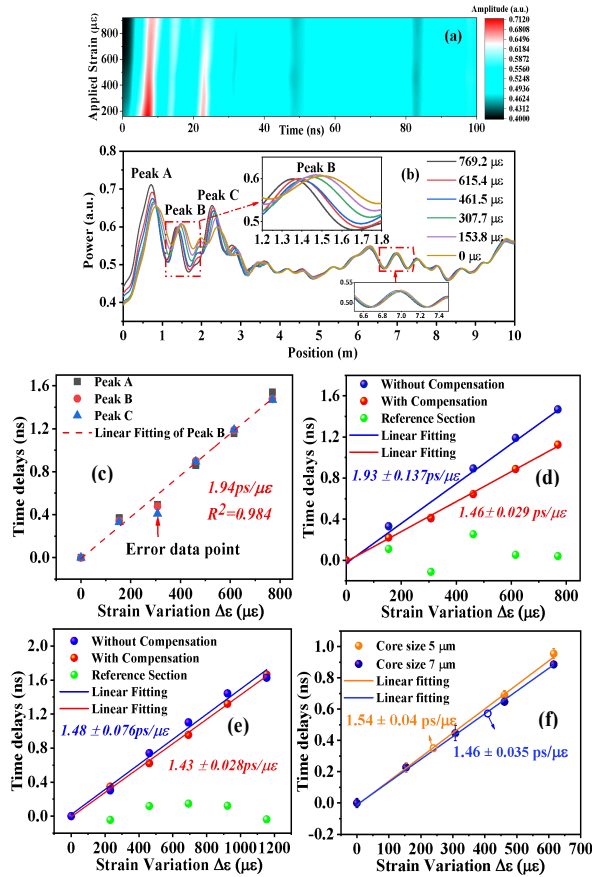 Amplitude (a.u.)
(a)
800
600
400
200
Applied Strain (με)
0
20
40
60
80
100
Time (ns)
0.7120
0.6808
0.6496
0.6184
0.5872
0.5560
0.5248
0.4936
0.4624
0.4312
0.4000
0.8
0.7
0.6
0.5
0.4
Power (a.u.)
Peak A
Peak B
Peak C
Peak B
0.6
0.5
1.2 1.3 1.4 1.5 1.6 1.7 1.8
(b)
769.2 με
615.4 με
461.5 με
307.7 με
153.8 με
0 με
0.55
0.50
6.6 6.8 7.0 7.2 7.4
0 1 2 3 4 5 6 7 8 9 10
Position (m)
1.6
1.2
0.8
0.4
0.0
Time delays (ns)
Peak A
Peak B
Peak C
Linear Fitting of Peak B
(c)
1.94ps/με
R²=0.984
Error data point
0 200 400 600 800
Strain Variation Δε (με)
2.0
1.5
1.0
0.5
0.0
Time delays (ns)
Without Compensation
With Compensation
Reference Section
Linear Fitting
Linear Fitting
(d)
1.93±0.137ps/με
1.46±0.029 ps/με
0 200 400 600 800
Strain Variation Δε (με)
2.0
1.6
1.2
0.8
0.4
0.0
Time delays (ns)
Without Compensation
With Compensation
Reference Section
Linear Fitting
Linear Fitting
(e)
1.48 ±0.076ps/με
1.43 ±0.028ps/με
0 200 400 600 800 1000 1200
Strain Variation Δε (με)
1.2
1.0
0.8
0.6
0.4
0.2
0.0
-0.2
Time delays (ns)
Core size 5 μm
Core size 7 μm
Linear fitting
Linear fitting
(f)
1.54 ± 0.04 ps/με
1.46 ± 0.035 ps/με
0 100 200 300 400 500 600 700
Strain Variation Δε (με)